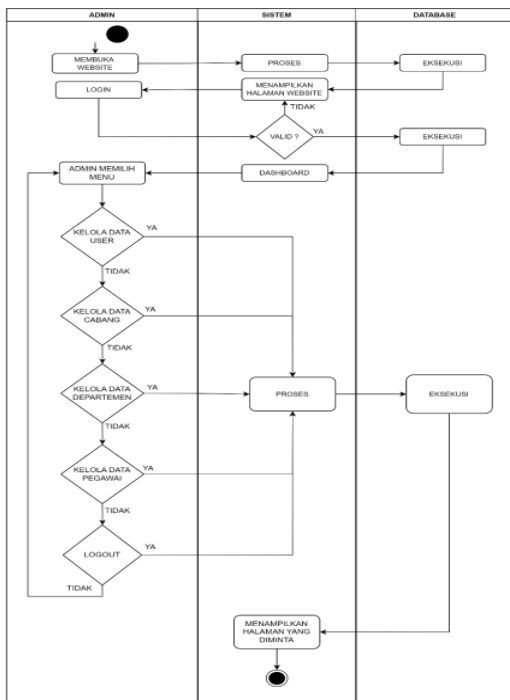 ADMIN
SISTEM
DATABASE
MEMBUKA
WEBSITE
PROSES
EKSEKUSI
LOGIN
MENAMPILKAN
HALAMAN WEBSITE
TIDAK
VALID ?
YA
EKSEKUSI
ADMIN MEMILIH
MENU
DASHBOARD
KELOLA DATA
USER
YA
TIDAK
KELOLA DATA
CABANG
YA
TIDAK
KELOLA DATA
DEPARTEMEN
YA
PROSES
EKSEKUSI
TIDAK
KELOLA DATA
PEGAWAI
YA
TIDAK
LOGOUT
YA
TIDAK
MENAMPILKAN
HALAMAN YANG
DIMINTA